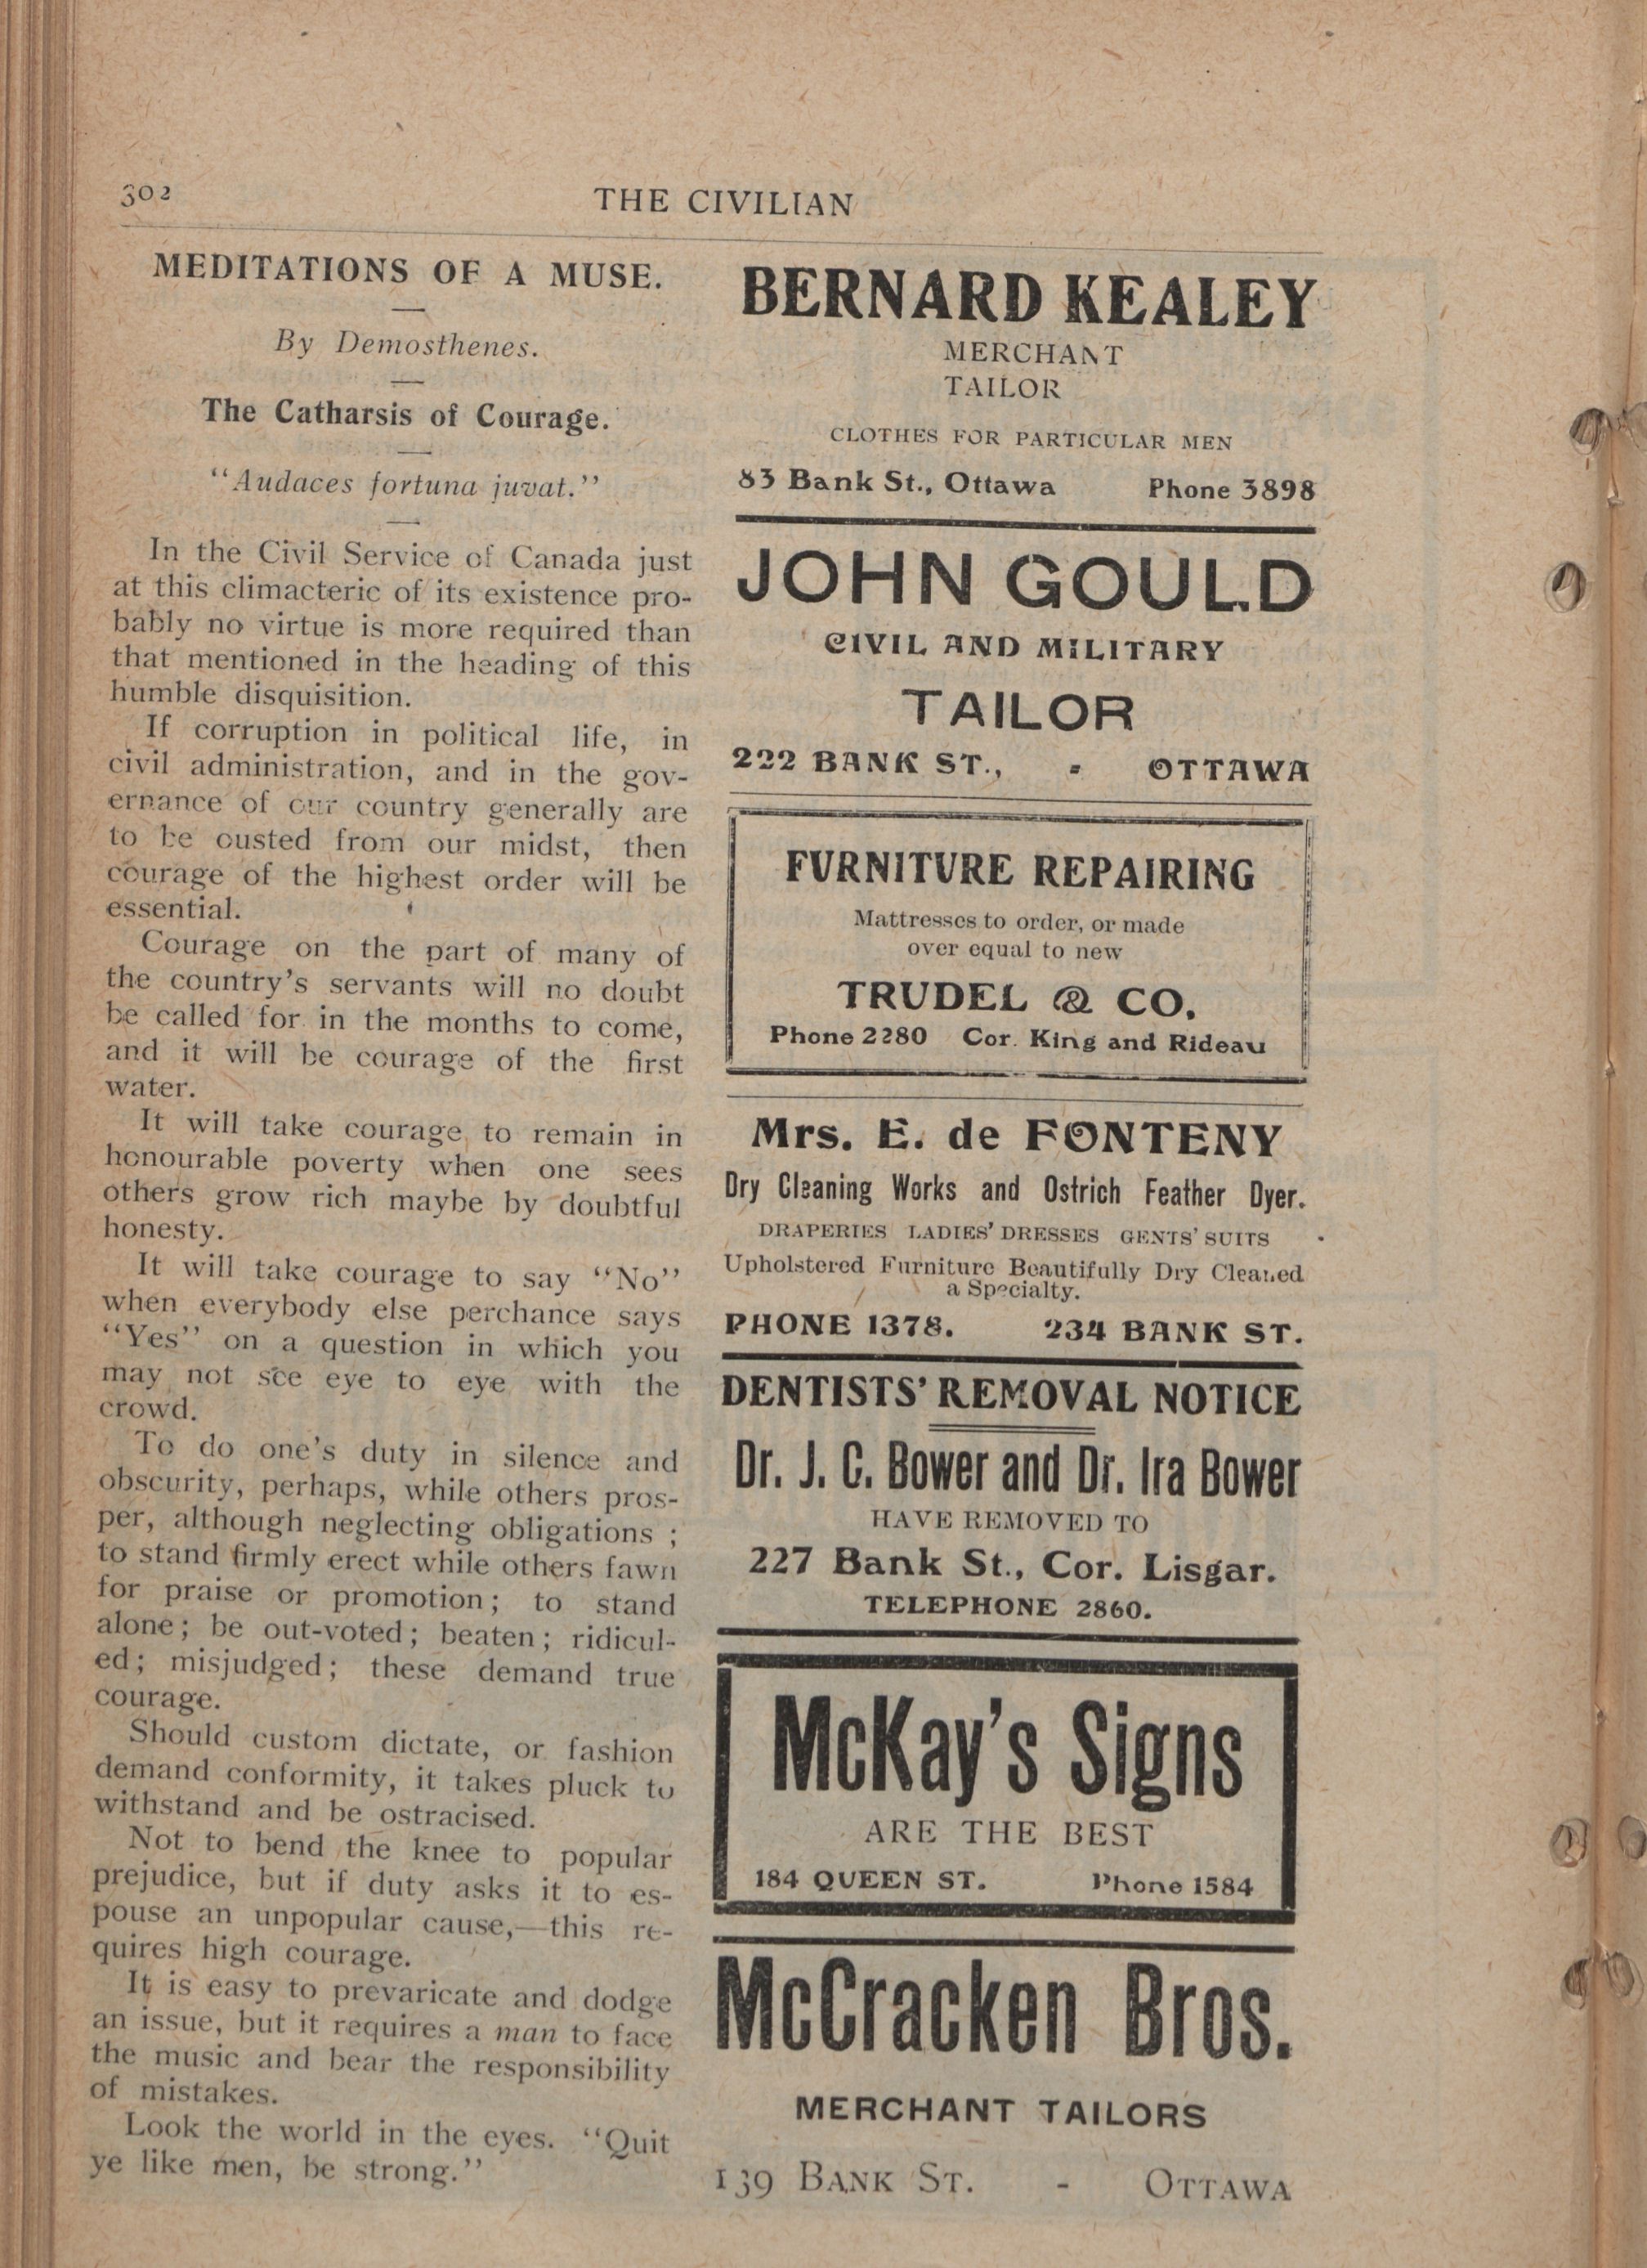 302
THE CIVILIAN
MEDITATIONS OF A MUSE.
By Demosthenes.
The Catharsis of Courage.
"Audaces fortuna juvat."
In the Civil Service of Canada just
at this climacteric of its existence pro-
bably no virtue is more required than
that mentioned in the heading of this
humble disquisition.
If corruption in political life, in
civil administration, and in the gov-
ernance of our country generally are
to be ousted from our midst, then
courage of the highest order will be
essential.
Courage on the part of many of
the country's servants will no doubt
be called for in the months to come,
and it will be courage of the first
water.
It will take courage to remain in
honourable poverty when one sees
others grow rich maybe by doubtful
honesty.
It will take courage to say "No"
when everybody else perchance says
"Yes" on a question in which you
may not see eye to eye with the
crowd.
To do one's duty in silence and
obscurity, perhaps, while others pros-
per, although neglecting obligations ;
to stand firmly erect while others fawn
for praise or promotion; to stand
alone; be out-voted; beaten; ridicul-
ed; misjudged; these demand true
courage.
Should custom dictate, or fashion
demand conformity, it takes pluck to
withstand and be ostracised.
Not to bend the knee to popular
prejudice, but if duty asks it to es-
pouse an unpopular cause,—this re-
quires high courage.
It is easy to prevaricate and dodge
an issue, but it requires a man to face
the music and bear the responsibility
of mistakes.
Look the world in the eyes. "Quit
ye like men, be strong."
BERNARD KEALEY
MERCHANT
TAILOR
CLOTHES FOR PARTICULAR MEN
83 Bank St., Ottawa Phone 3898
JOHN GOULD
CIVIL AND MILITARY
TAILOR
222 BANK ST., - OTTAWA
FURNITURE REPAIRING
Mattresses to order, or made
over equal to new
TRUDEL & CO.
Phone 2280 Cor. King and Rideau
Mrs. E. de FONTENY
Dry Cleaning Works and Ostrich Feather Dyer.
DRAPERIES LADIES' DRESSES GENTS' SUITS
Upholstered Furniture Beautifully Dry Cleaned
a Specialty.
PHONE 1378. 234 BANK ST.
DENTISTS' REMOVAL NOTICE
Dr. J. C. Bower and Dr. Ira Bower
HAVE REMOVED TO
227 Bank St., Cor. Lisgar.
TELEPHONE 2860.
McKay's Signs
ARE THE BEST
184 QUEEN ST. Phone 1584
McCracken Bros.
MERCHANT TAILORS
139 BANK ST. - OTTAWA